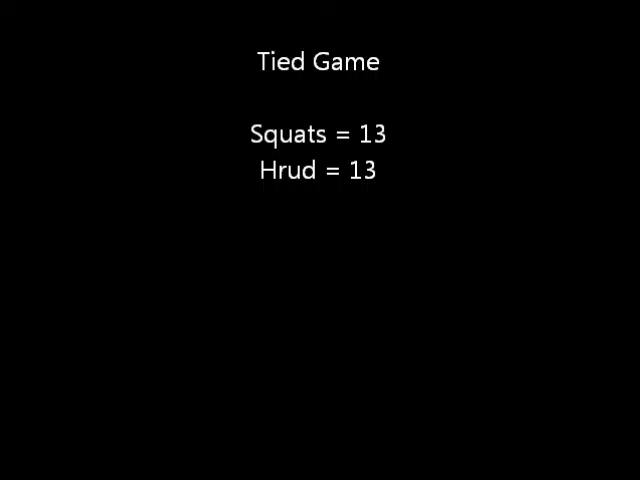 Tied Game
Squats = 13
Hrud = 13